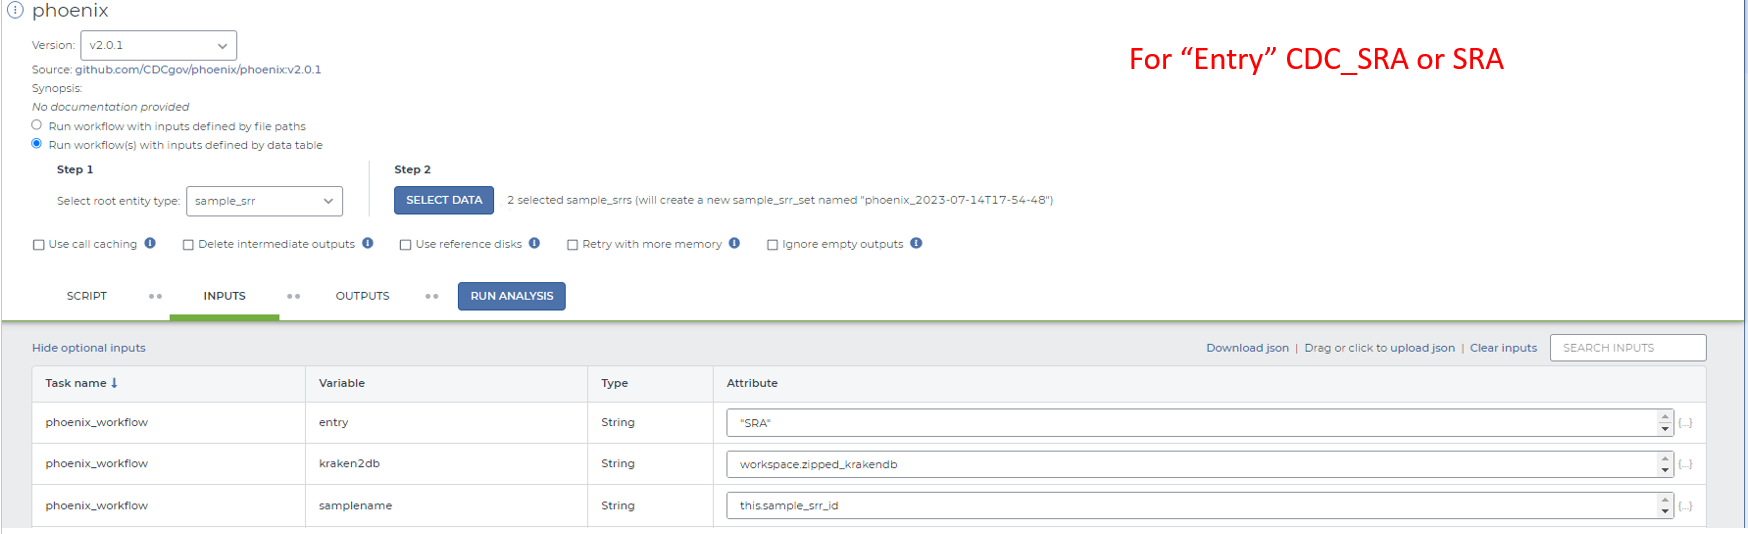 phoenix
Version: v2.0.1
For “Entry” CDC_SRA or SRA
Source: github.com/CDCgov/phoenix/phoenix:v2.0.1
Synopsis:
No documentation provided
Run workflow with inputs defined by file paths
Run workflow(s) with inputs defined by data table
Step 1 Step 2
Select root entity type: sample_srr SELECT DATA 2 selected sample_srrs (will create a new sample_srr_set named "phoenix_2023-07-14T17-54-48")
Use call caching Delete intermediate outputs Use reference disks Retry with more memory Ignore empty outputs
SCRIPT INPUTS OUTPUTS RUN ANALYSIS
Hide optional inputs Download json | Drag or click to upload json | Clear inputs SEARCH INPUTS
Task name Variable Type Attribute
phoenix_workflow entry String "SRA" {...}
phoenix_workflow kraken2db String workspace.zipped_krakendb {...}
phoenix_workflow samplename String this.sample_srr_id {...}